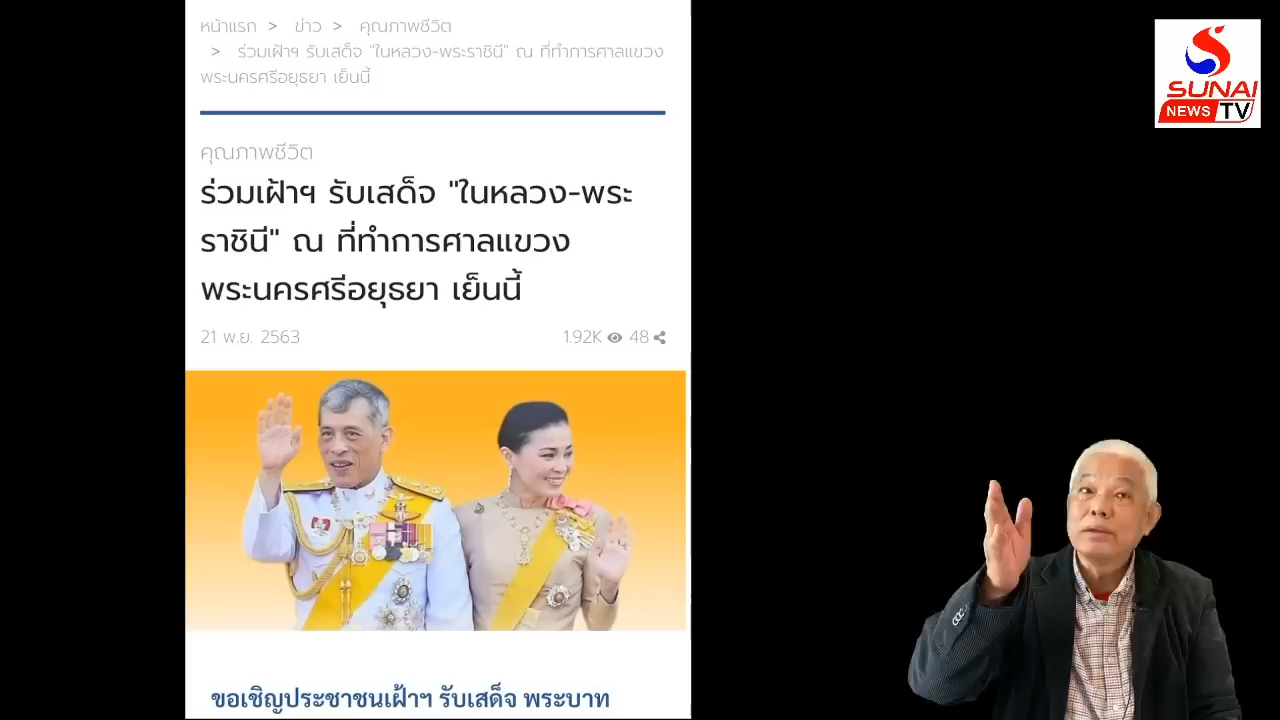 หน้าแรก > ข่าว > คุณภาพชีวิต
> ร่วมเฝ้าฯ รับเสด็จ "ในหลวง-พระราชินี" ณ ที่ทำการศาลแขวง
พระนครศรีอยุธยา เย็นนี้
คุณภาพชีวิต
ร่วมเฝ้าฯ รับเสด็จ "ในหลวง-พระ
ราชินี" ณ ที่ทำการศาลแขวง
พระนครศรีอยุธยา เย็นนี้
21 พ.ย. 2563 1.92K 48
ขอเชิญประชาชนเฝ้าฯ รับเสด็จ พระบาท
SUNAI
NEWS TV